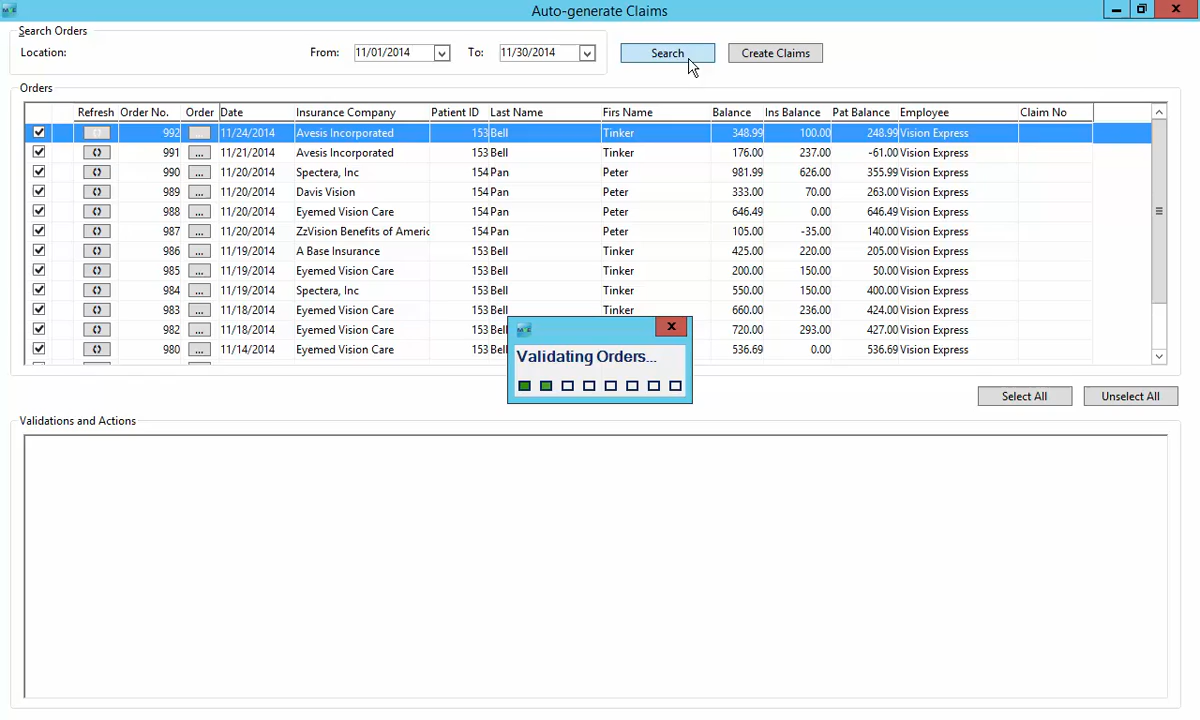 Auto-generate Claims
Search Orders
Location: From: 11/01/2014 To: 11/30/2014 Search Create Claims
Orders
Refresh Order No. Order Date Insurance Company Patient ID Last Name Firs Name Balance Ins Balance Pat Balance Employee Claim No
992 ... 11/24/2014 Avesis Incorporated 153 Bell Tinker 348.99 100.00 248.99 Vision Express
991 ... 11/21/2014 Avesis Incorporated 153 Bell Tinker 176.00 237.00 -61.00 Vision Express
990 ... 11/20/2014 Spectera, Inc 154 Pan Peter 981.99 626.00 355.99 Vision Express
989 ... 11/20/2014 Davis Vision 154 Pan Peter 333.00 70.00 263.00 Vision Express
988 ... 11/20/2014 Eyemed Vision Care 154 Pan Peter 646.49 0.00 646.49 Vision Express
987 ... 11/20/2014 ZzVision Benefits of Americ 154 Pan Peter 105.00 -35.00 140.00 Vision Express
986 ... 11/19/2014 A Base Insurance 153 Bell Tinker 425.00 220.00 205.00 Vision Express
985 ... 11/19/2014 Eyemed Vision Care 153 Bell Tinker 200.00 150.00 50.00 Vision Express
984 ... 11/19/2014 Spectera, Inc 153 Bell Tinker 550.00 150.00 400.00 Vision Express
983 ... 11/18/2014 Eyemed Vision Care 153 Bell Tinker 660.00 236.00 424.00 Vision Express
982 ... 11/18/2014 Eyemed Vision Care 153 Bell 720.00 293.00 427.00 Vision Express
980 ... 11/14/2014 Eyemed Vision Care 153 Bell 536.69 0.00 536.69 Vision Express
Validating Orders...
Select All Unselect All
Validations and Actions